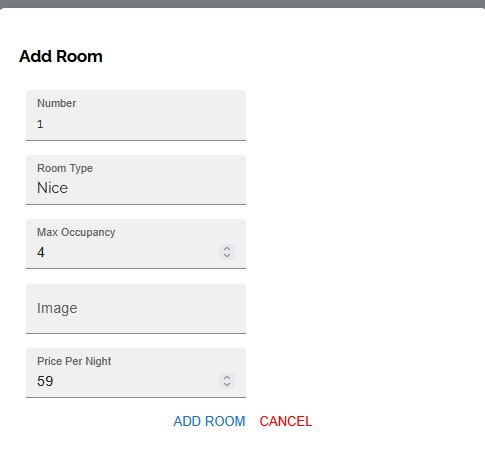 Add Room
Number
1
Room Type
Nice
Max Occupancy
4
Image
Price Per Night
59
ADD ROOM CANCEL